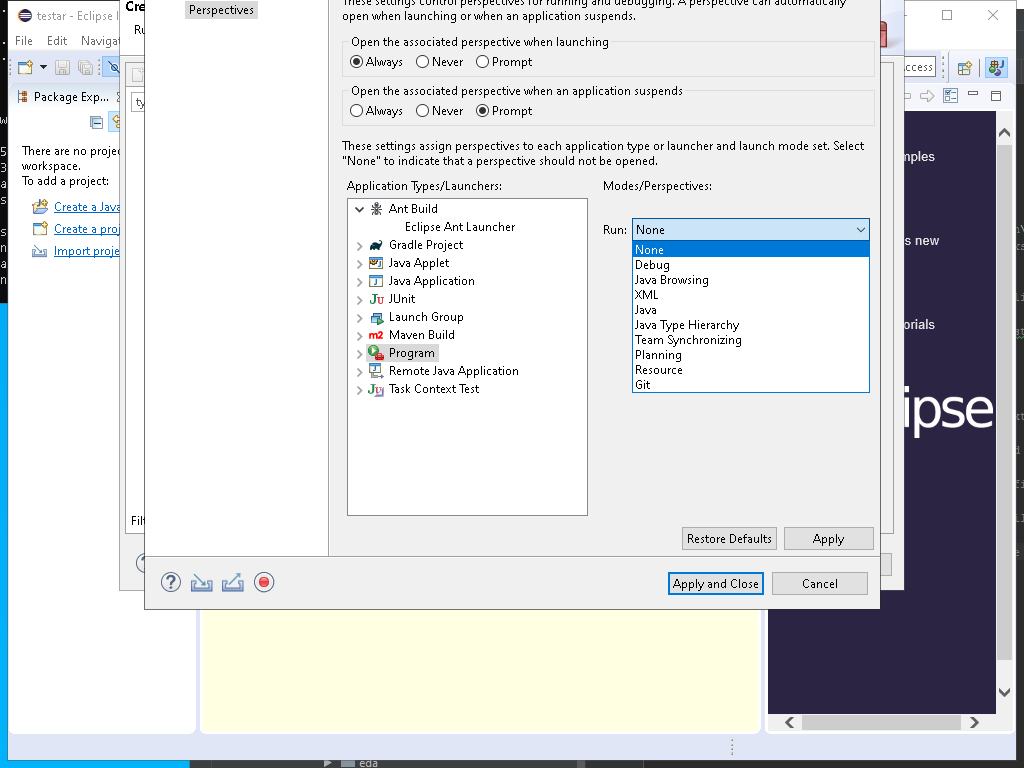 testar - Eclipse
File Edit
Cre
Perspectives
These settings control perspectives for running and debugging. A perspective can automatically
open when launching or when an application suspends.
Open the associated perspective when launching
Always Never Prompt
Open the associated perspective when an application suspends
Always Never Prompt
These settings assign perspectives to each application type or launcher and launch mode set. Select
"None" to indicate that a perspective should not be opened.
Application Types/Launchers:
Modes/Perspectives:
Ant Build
Eclipse Ant Launcher
Gradle Project
Java Applet
Java Application
JUnit
Launch Group
m2 Maven Build
Program
Remote Java Application
Task Context Test
Run: None
None
Debug
Java Browsing
XML
Java
Java Type Hierarchy
Team Synchronizing
Planning
Resource
Git
Restore Defaults Apply
Apply and Close Cancel
Package Exp...
There are no proje
workspace.
To add a project:
Create a Java
Create a proj
Import proje
ccess
mples
s new
orials
ipse
eda